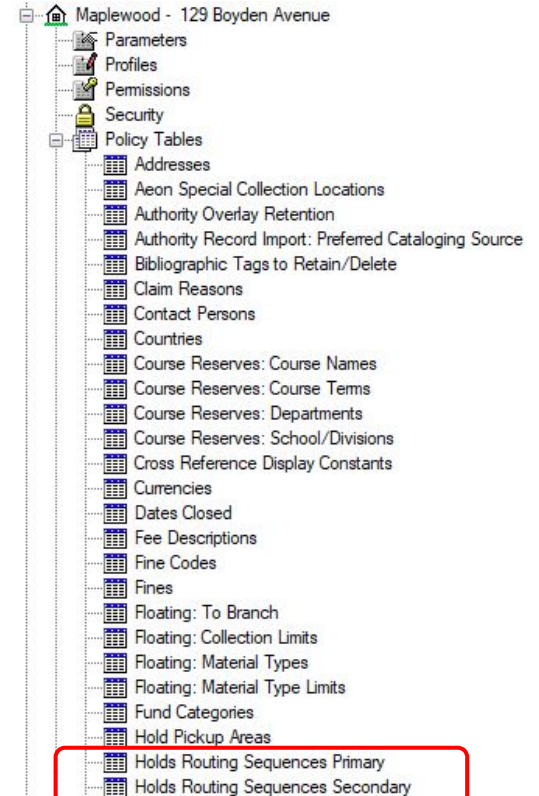 Maplewood - 129 Boyden Avenue
Parameters
Profiles
Permissions
Security
Policy Tables
Addresses
Aeon Special Collection Locations
Authority Overlay Retention
Authority Record Import: Preferred Cataloging Source
Bibliographic Tags to Retain/Delete
Claim Reasons
Contact Persons
Countries
Course Reserves: Course Names
Course Reserves: Course Terms
Course Reserves: Departments
Course Reserves: School/Divisions
Cross Reference Display Constants
Currencies
Dates Closed
Fee Descriptions
Fine Codes
Fines
Floating: To Branch
Floating: Collection Limits
Floating: Material Types
Floating: Material Type Limits
Fund Categories
Hold Pickup Areas
Holds Routing Sequences Primary
Holds Routing Sequences Secondary